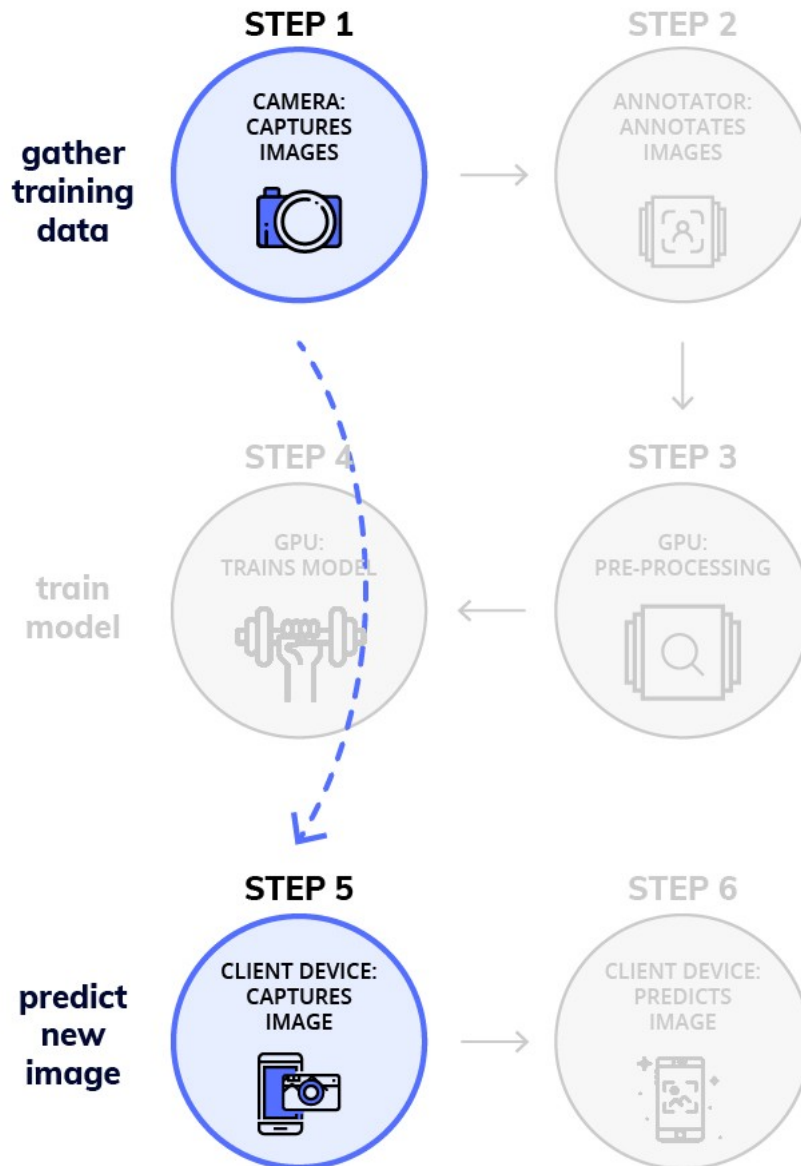 STEP 1
STEP 2
gather
training
data
CAMERA:
CAPTURES
IMAGES
ANNOTATOR:
ANNOTATES
IMAGES
STEP 4
STEP 3
train
model
GPU:
TRAINS MODEL
GPU:
PRE-PROCESSING
STEP 5
STEP 6
predict
new
image
CLIENT DEVICE:
CAPTURES
IMAGE
CLIENT DEVICE:
PREDICTS
IMAGE